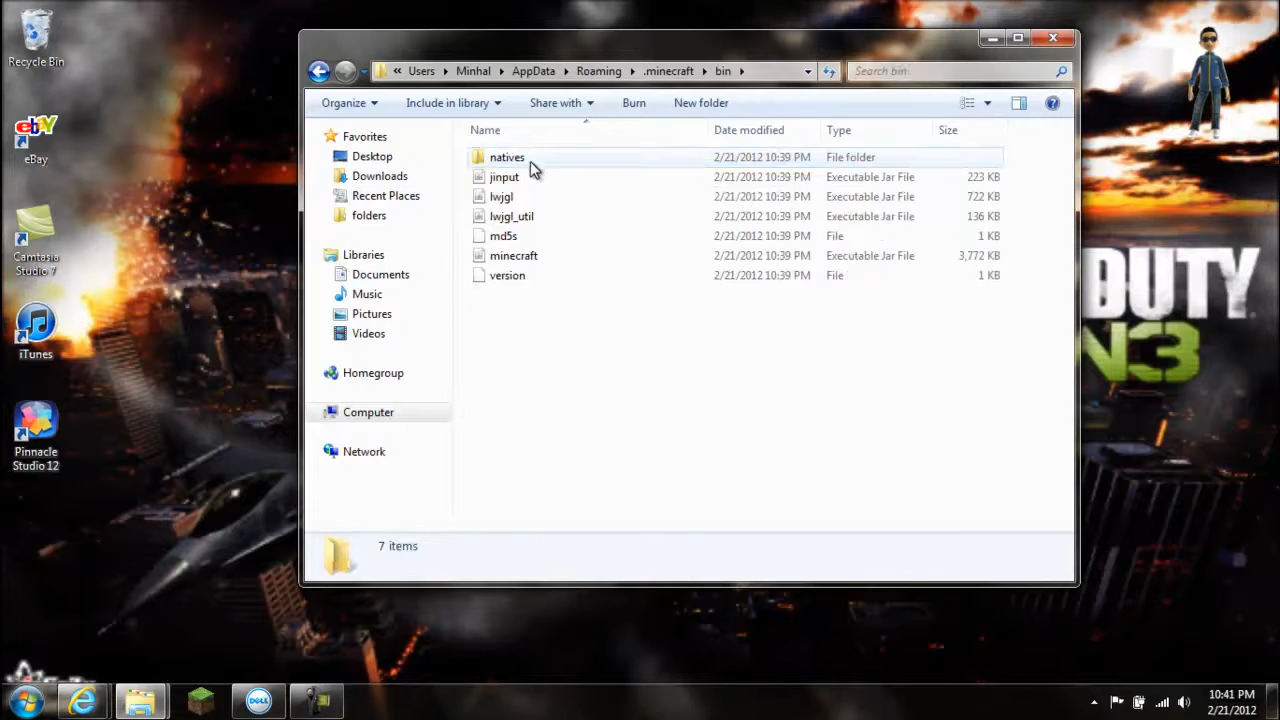 Recycle Bin
eBay
Camtasia
Studio 7
iTunes
Pinnacle
Studio 12
« Users Minhal AppData Roaming .minecraft bin
Search bin
Organize Include in library Share with Burn New folder
Name Date modified Type Size
natives 2/21/2012 10:39 PM File folder
jinput 2/21/2012 10:39 PM Executable Jar File 223 KB
lwjgl 2/21/2012 10:39 PM Executable Jar File 722 KB
lwjgl_util 2/21/2012 10:39 PM Executable Jar File 136 KB
md5s 2/21/2012 10:39 PM File 1 KB
minecraft 2/21/2012 10:39 PM Executable Jar File 3,772 KB
version 2/21/2012 10:39 PM File 1 KB
Favorites
Desktop
Downloads
Recent Places
folders
Libraries
Documents
Music
Pictures
Videos
Homegroup
Computer
Network
7 items
DUTY
N3
DELL
10:41 PM
2/21/2012